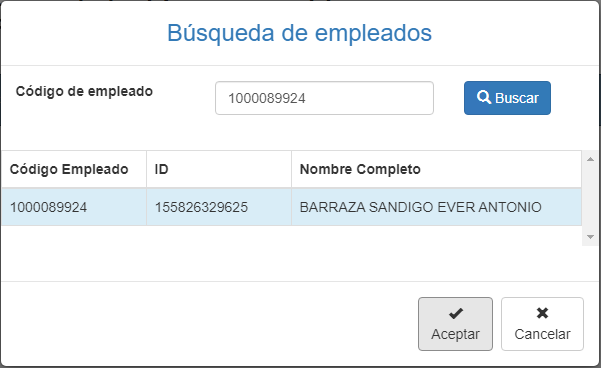 Búsqueda de empleados
Código de empleado 1000089924 Buscar
Código Empleado ID Nombre Completo
1000089924 155826329625 BARRAZA SANDIGO EVER ANTONIO
Aceptar Cancelar